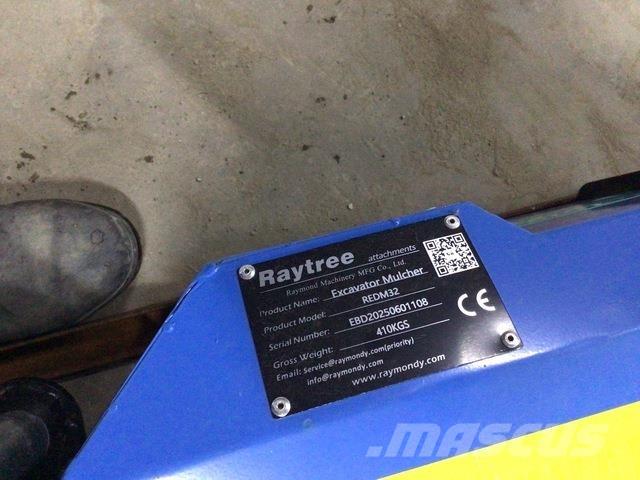 Raytree attachments
Raymond Machinery MFG Co., Ltd.
Product Name: Excavator Mulcher
Product Model: REDM32
Serial Number: EBD20250601108
Gross Weight: 410KGS
Email: Service@raymondy.com(priority)
info@raymondy.com
www.raymondy.com
CE
MASCUS